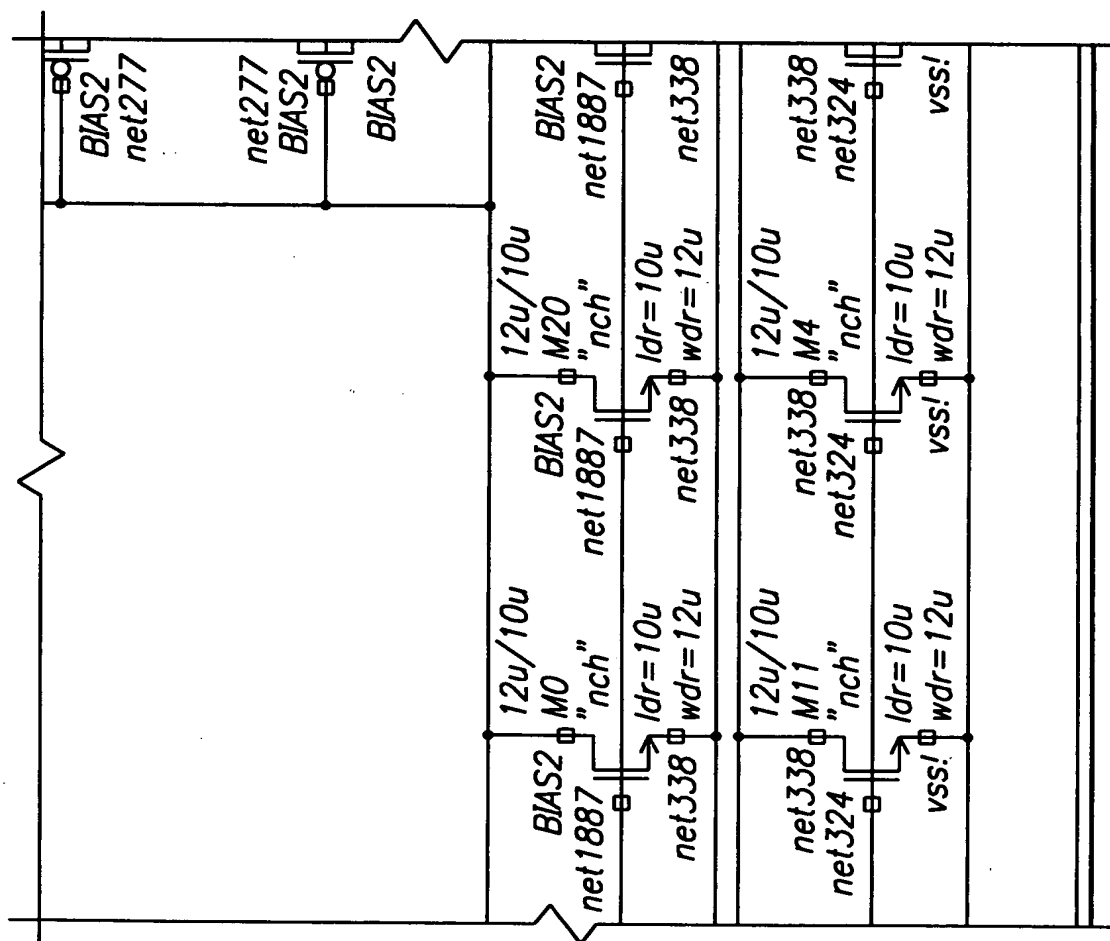 BIAS2
net277
net277
BIAS2
BIAS2
BIAS2
net1887
net338
net338
net324
vss!
12u/10u
M20
"nch"
ldr=10u
wdr=12u
BIAS2
net1887
net338
12u/10u
M4
"nch"
ldr=10u
wdr=12u
net338
net324
vss!
12u/10u
M0
"nch"
ldr=10u
wdr=12u
BIAS2
net1887
net338
12u/10u
M11
"nch"
ldr=10u
wdr=12u
net338
net324
vss!